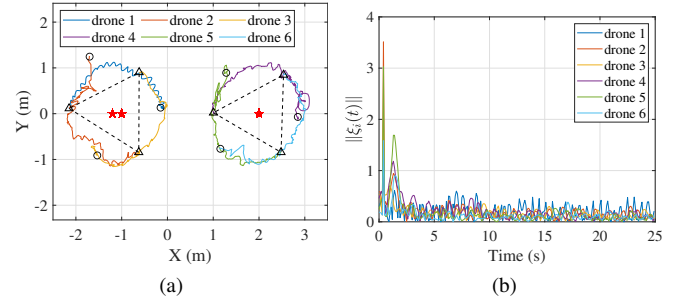 drone 1 drone 2 drone 3
drone 4 drone 5 drone 6
2
1
0
-1
-2
Y (m)
-2 -1 0 1 2 3
X (m)
(a)
4
3
2
1
0
||ξi(t)||
drone 1
drone 2
drone 3
drone 4
drone 5
drone 6
0 5 10 15 20 25
Time (s)
(b)